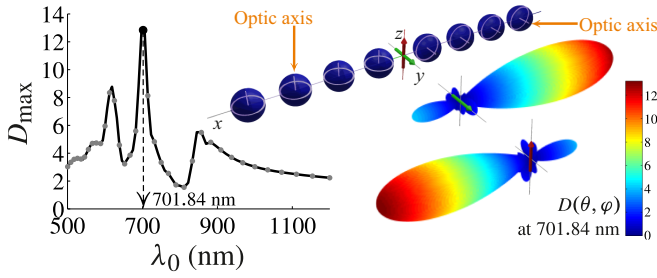 14
12
10
8
6
4
2
0
D_max
500
700
900
1100
λ₀ (nm)
701.84 nm
Optic axis
Optic axis
x
y
z
12
10
8
6
4
2
0
D(θ, φ)
at 701.84 nm